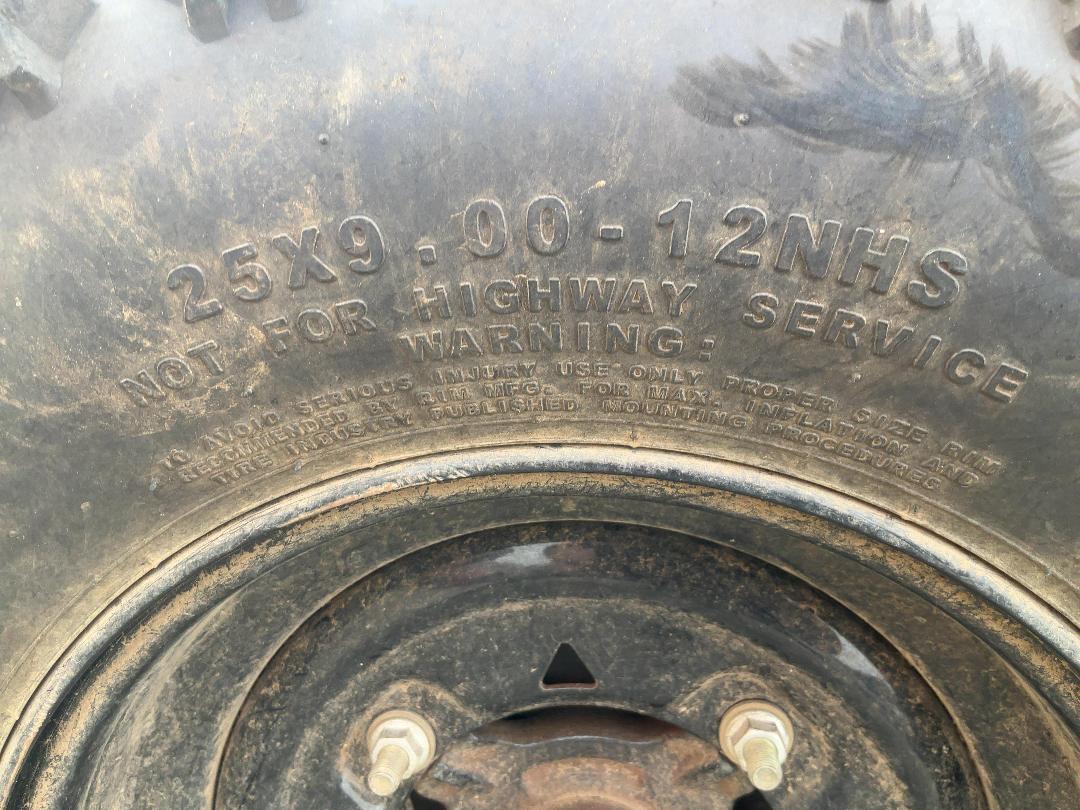 25X9.00-12NHS
NOT FOR HIGHWAY SERVICE
WARNING:
TO AVOID SERIOUS INJURY USE ONLY PROPER SIZE RIM
RECOMMENDED BY RIM MFG. FOR MAX. INFLATION AND
TIRE INDUSTRY PUBLISHED MOUNTING PROCEDURES